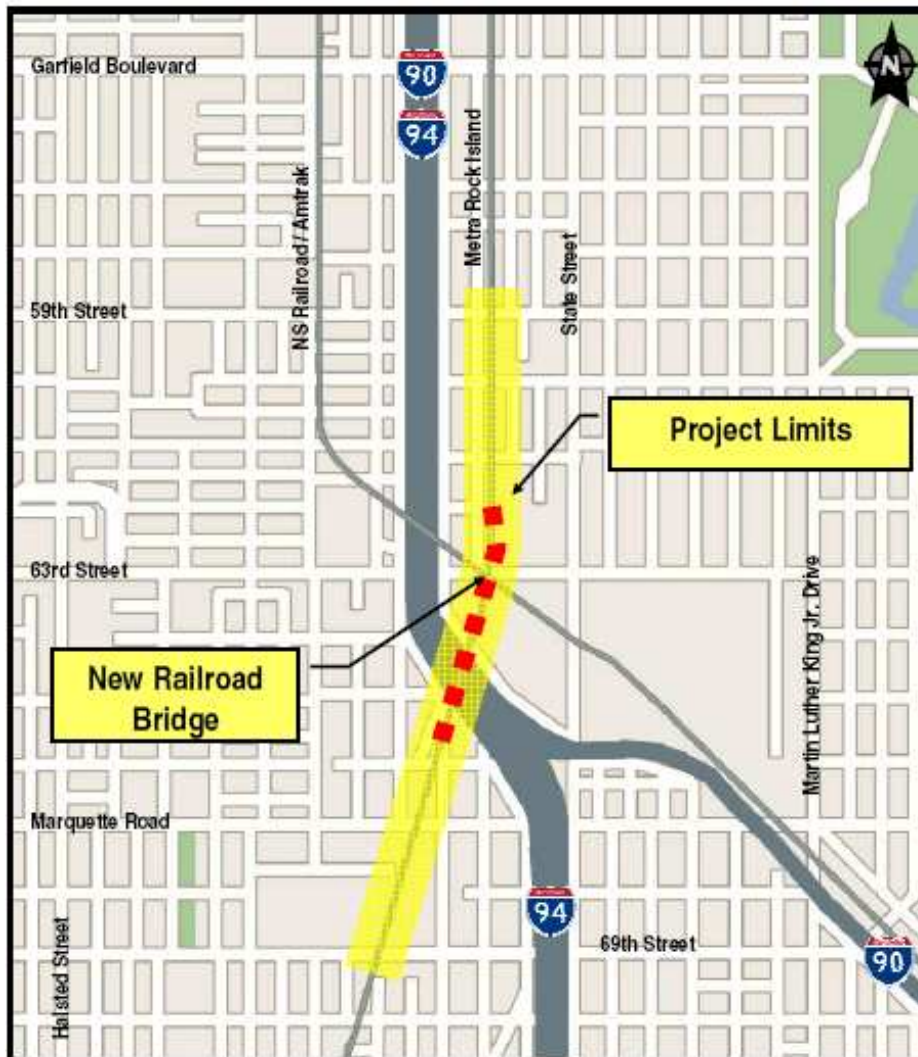 Garfield Boulevard
90
94
N
NS Railroad / Amtrak
Metra Rock Island
State Street
59th Street
Project Limits
63rd Street
New Railroad
Bridge
Martin Luther King Jr. Drive
Marquette Road
Halsted Street
94
69th Street
90